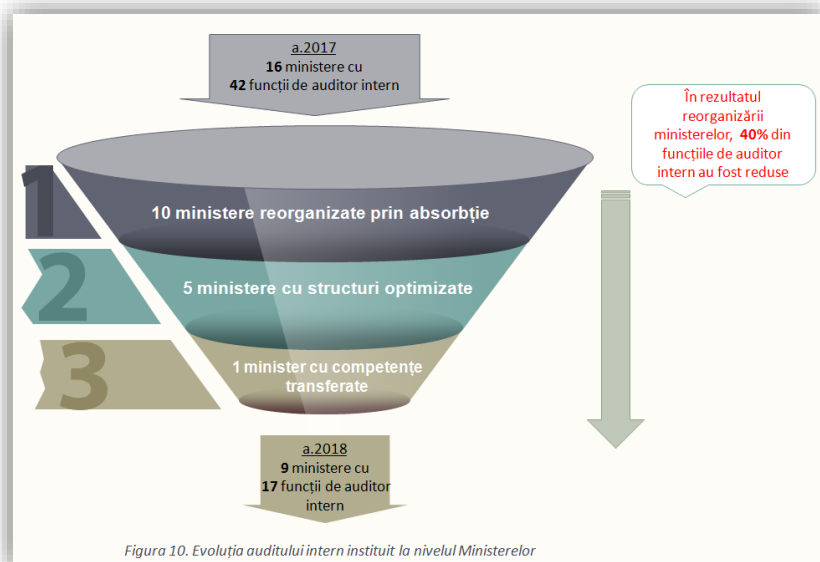 a.2017
16 ministere cu
42 funcții de auditor intern
În rezultatul
reorganizării
ministerelor, 40% din
funcțiile de auditor
intern au fost reduse
1
10 ministere reorganizate prin absorbție
2
5 ministere cu structuri optimizate
3
1 minister cu competențe
transferate
a.2018
9 ministere cu
17 funcții de auditor
intern
Figura 10. Evoluția auditului intern instituit la nivelul Ministerelor